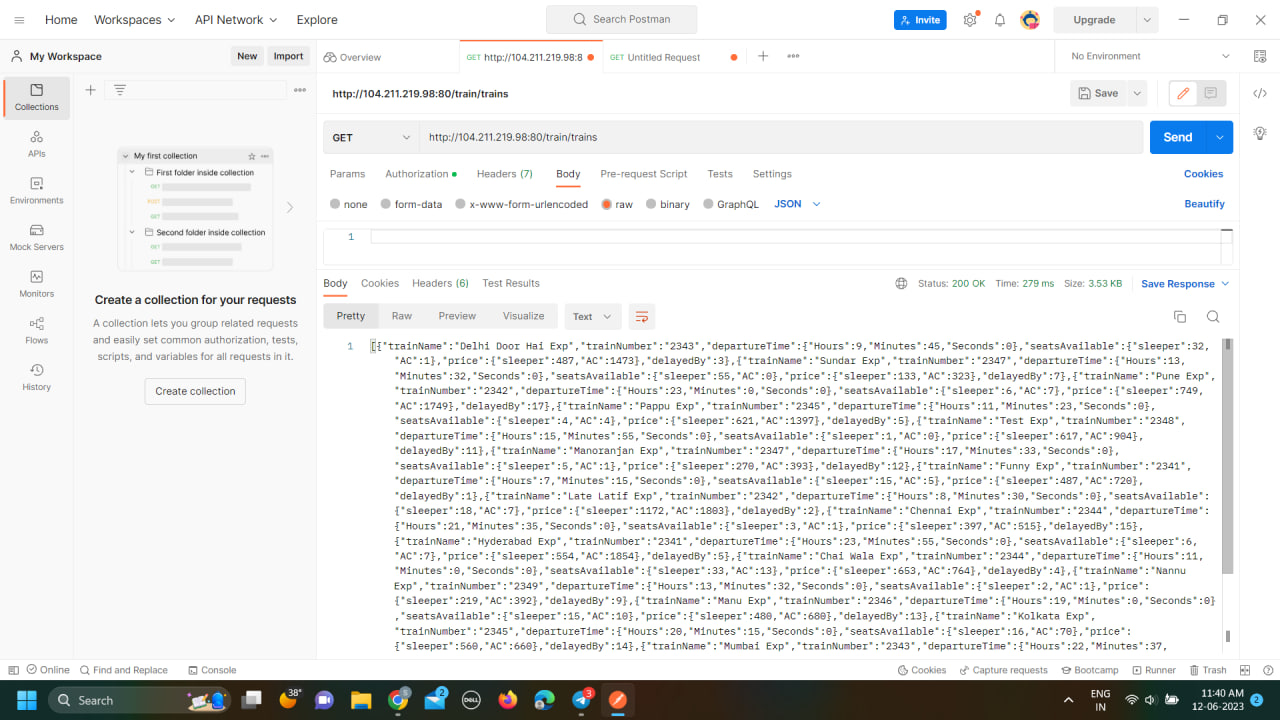 Home Workspaces API Network Explore Search Postman Invite Upgrade
My Workspace New Import Overview GET http://104.211.219.98:8 GET Untitled Request No Environment
Collections
APIs
Environments
Mock Servers
Monitors
Flows
History
My first collection
First folder inside collection
GET
POST
GET
Second folder inside collection
GET
GET
Create a collection for your requests
A collection lets you group related requests
and easily set common authorization, tests,
scripts, and variables for all requests in it.
Create collection
http://104.211.219.98:80/train/trains Save
GET http://104.211.219.98:80/train/trains Send
Params Authorization Headers (7) Body Pre-request Script Tests Settings Cookies
none form-data x-www-form-urlencoded raw binary GraphQL JSON Beautify
1
Body Cookies Headers (6) Test Results Status: 200 OK Time: 279 ms Size: 3.53 KB Save Response
Pretty Raw Preview Visualize Text
1 [{"trainName":"Delhi Door Hai Exp","trainNumber":"2343","departureTime":{"Hours":9,"Minutes":45,"Seconds":0},"seatsAvailable":{"sleeper":32,
"AC":1},"price":{"sleeper":487,"AC":1473},"delayedBy":3},{"trainName":"Sundar Exp","trainNumber":"2347","departureTime":{"Hours":13,
"Minutes":32,"Seconds":0},"seatsAvailable":{"sleeper":55,"AC":0},"price":{"sleeper":133,"AC":323},"delayedBy":7},{"trainName":"Pune Exp",
"trainNumber":"2342","departureTime":{"Hours":23,"Minutes":0,"Seconds":0},"seatsAvailable":{"sleeper":6,"AC":7},"price":{"sleeper":749,
"AC":1749},"delayedBy":17},{"trainName":"Pappu Exp","trainNumber":"2345","departureTime":{"Hours":11,"Minutes":23,"Seconds":0},
"seatsAvailable":{"sleeper":4,"AC":4},"price":{"sleeper":621,"AC":1397},"delayedBy":5},{"trainName":"Test Exp","trainNumber":"2348",
"departureTime":{"Hours":15,"Minutes":55,"Seconds":0},"seatsAvailable":{"sleeper":1,"AC":0},"price":{"sleeper":617,"AC":904},
"delayedBy":11},{"trainName":"Manoranjan Exp","trainNumber":"2347","departureTime":{"Hours":17,"Minutes":33,"Seconds":0},
"seatsAvailable":{"sleeper":5,"AC":1},"price":{"sleeper":270,"AC":393},"delayedBy":12},{"trainName":"Funny Exp","trainNumber":"2341",
"departureTime":{"Hours":7,"Minutes":15,"Seconds":0},"seatsAvailable":{"sleeper":15,"AC":5},"price":{"sleeper":487,"AC":720},
"delayedBy":1},{"trainName":"Late Latif Exp","trainNumber":"2342","departureTime":{"Hours":8,"Minutes":30,"Seconds":0},"seatsAvailable":
{"sleeper":18,"AC":7},"price":{"sleeper":1172,"AC":1803},"delayedBy":2},{"trainName":"Chennai Exp","trainNumber":"2344","departureTime":
{"Hours":21,"Minutes":35,"Seconds":0},"seatsAvailable":{"sleeper":3,"AC":1},"price":{"sleeper":397,"AC":515},"delayedBy":15},
{"trainName":"Hyderabad Exp","trainNumber":"2341","departureTime":{"Hours":23,"Minutes":55,"Seconds":0},"seatsAvailable":{"sleeper":6,
"AC":7},"price":{"sleeper":554,"AC":1854},"delayedBy":5},{"trainName":"Chai Wala Exp","trainNumber":"2344","departureTime":{"Hours":11,
"Minutes":0,"Seconds":0},"seatsAvailable":{"sleeper":33,"AC":13},"price":{"sleeper":653,"AC":764},"delayedBy":4},{"trainName":"Nannu
Exp","trainNumber":"2349","departureTime":{"Hours":13,"Minutes":32,"Seconds":0},"seatsAvailable":{"sleeper":2,"AC":1},"price":
{"sleeper":219,"AC":392},"delayedBy":9},{"trainName":"Manu Exp","trainNumber":"2346","departureTime":{"Hours":19,"Minutes":0,"Seconds":0}
,"seatsAvailable":{"sleeper":15,"AC":10},"price":{"sleeper":480,"AC":680},"delayedBy":13},{"trainName":"Kolkata Exp",
"trainNumber":"2345","departureTime":{"Hours":20,"Minutes":15,"Seconds":0},"seatsAvailable":{"sleeper":16,"AC":70},"price":
{"sleeper":560,"AC":660},"delayedBy":14},{"trainName":"Mumbai Exp","trainNumber":"2343","departureTime":{"Hours":22,"Minutes":37,
Online Find and Replace Console Cookies Capture requests Bootcamp Runner Trash
Search 38° S 2 DELL 3 ENG 11:40 AM
IN 12-06-2023 2